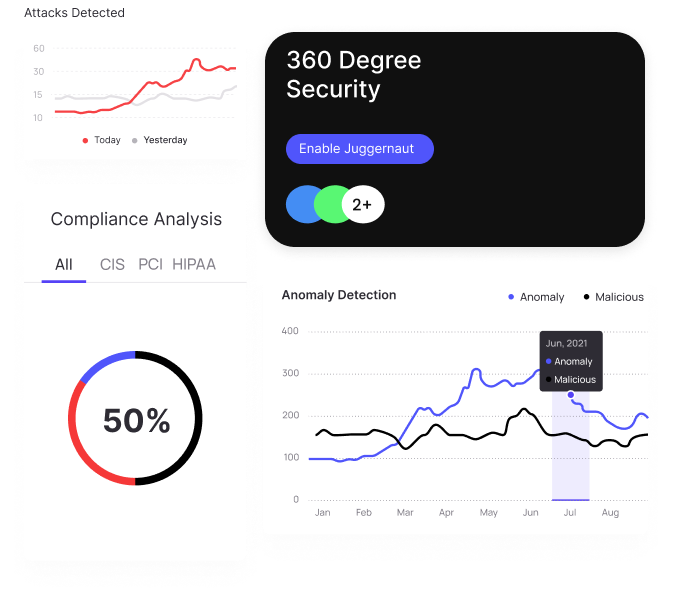 Attacks Detected
60
30
15
10
Today Yesterday
360 Degree
Security
Enable Juggernaut
2+
Compliance Analysis
All CIS PCI HIPAA
50%
Anomaly Detection
Anomaly Malicious
400
300
200
100
0
Jun, 2021
Anomaly
Malicious
Jan Feb Mar Apr May Jun Jul Aug